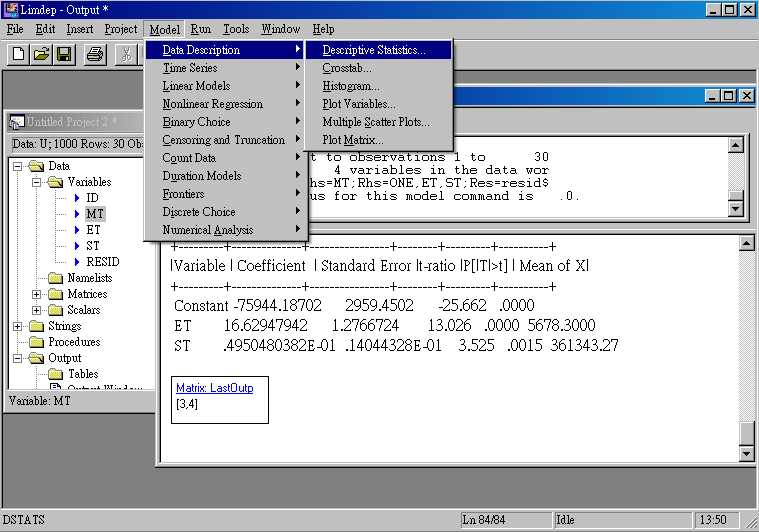 Limdep - Output *
File Edit Insert Project Model Run Tools Window Help
Data Description
Time Series
Linear Models
Nonlinear Regression
Binary Choice
Censoring and Truncation
Count Data
Duration Models
Frontiers
Discrete Choice
Numerical Analysis
Descriptive Statistics...
Crosstab...
Histogram...
Plot Variables...
Multiple Scatter Plots...
Plot Matrix...
Untitled Project 2 *
Data: U; 1000 Rows: 30 Obs
Data
Variables
ID
MT
ET
ST
RESID
Namelists
Matrices
Scalars
Strings
Procedures
Output
Tables
Output Window
Variable: MT
to observations 1 to 30
4 variables in the data wor
hs=MT;Rhs=ONE,ET,ST;Res=resid$
us for this model command is .0.
+---------+--------------+----------------+--------+---------+----------+
|Variable | Coefficient | Standard Error |t-ratio |P[|T|>t] | Mean of X|
+---------+--------------+----------------+--------+---------+----------+
Constant -75944.18702 2959.4502 -25.662 .0000
ET 16.62947942 1.2766724 13.026 .0000 5678.3000
ST .4950480382E-01 .14044328E-01 3.525 .0015 361343.27
Matrix: LastOutp
[3,4]
DSTATS Ln 84/84 Idle 13:50